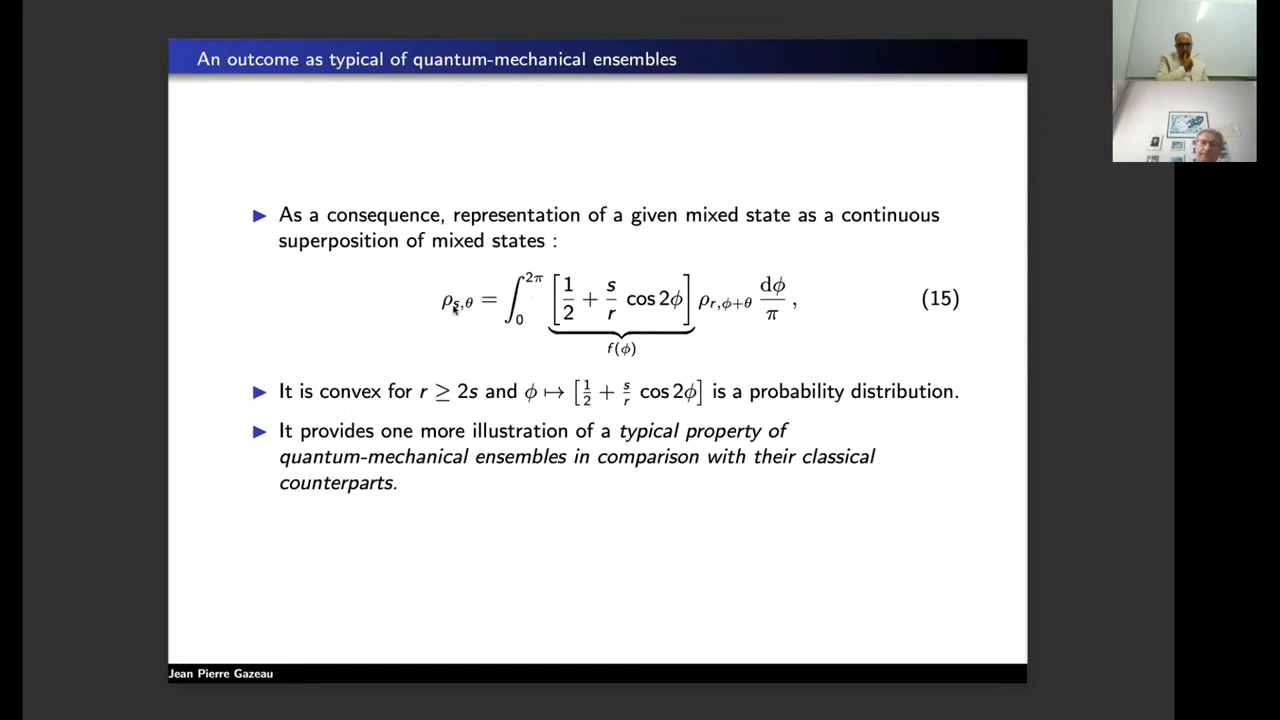 An outcome as typical of quantum-mechanical ensembles
▶ As a consequence, representation of a given mixed state as a continuous
superposition of mixed states :
ρ_{s,θ} = ∫_0^{2π} [1/2 + s/r cos 2φ] ρ_{r,φ+θ} dφ/π , (15)
f(φ)
▶ It is convex for r ≥ 2s and φ ↦ [1/2 + s/r cos 2φ] is a probability distribution.
▶ It provides one more illustration of a typical property of
quantum-mechanical ensembles in comparison with their classical
counterparts.
Jean Pierre Gazeau